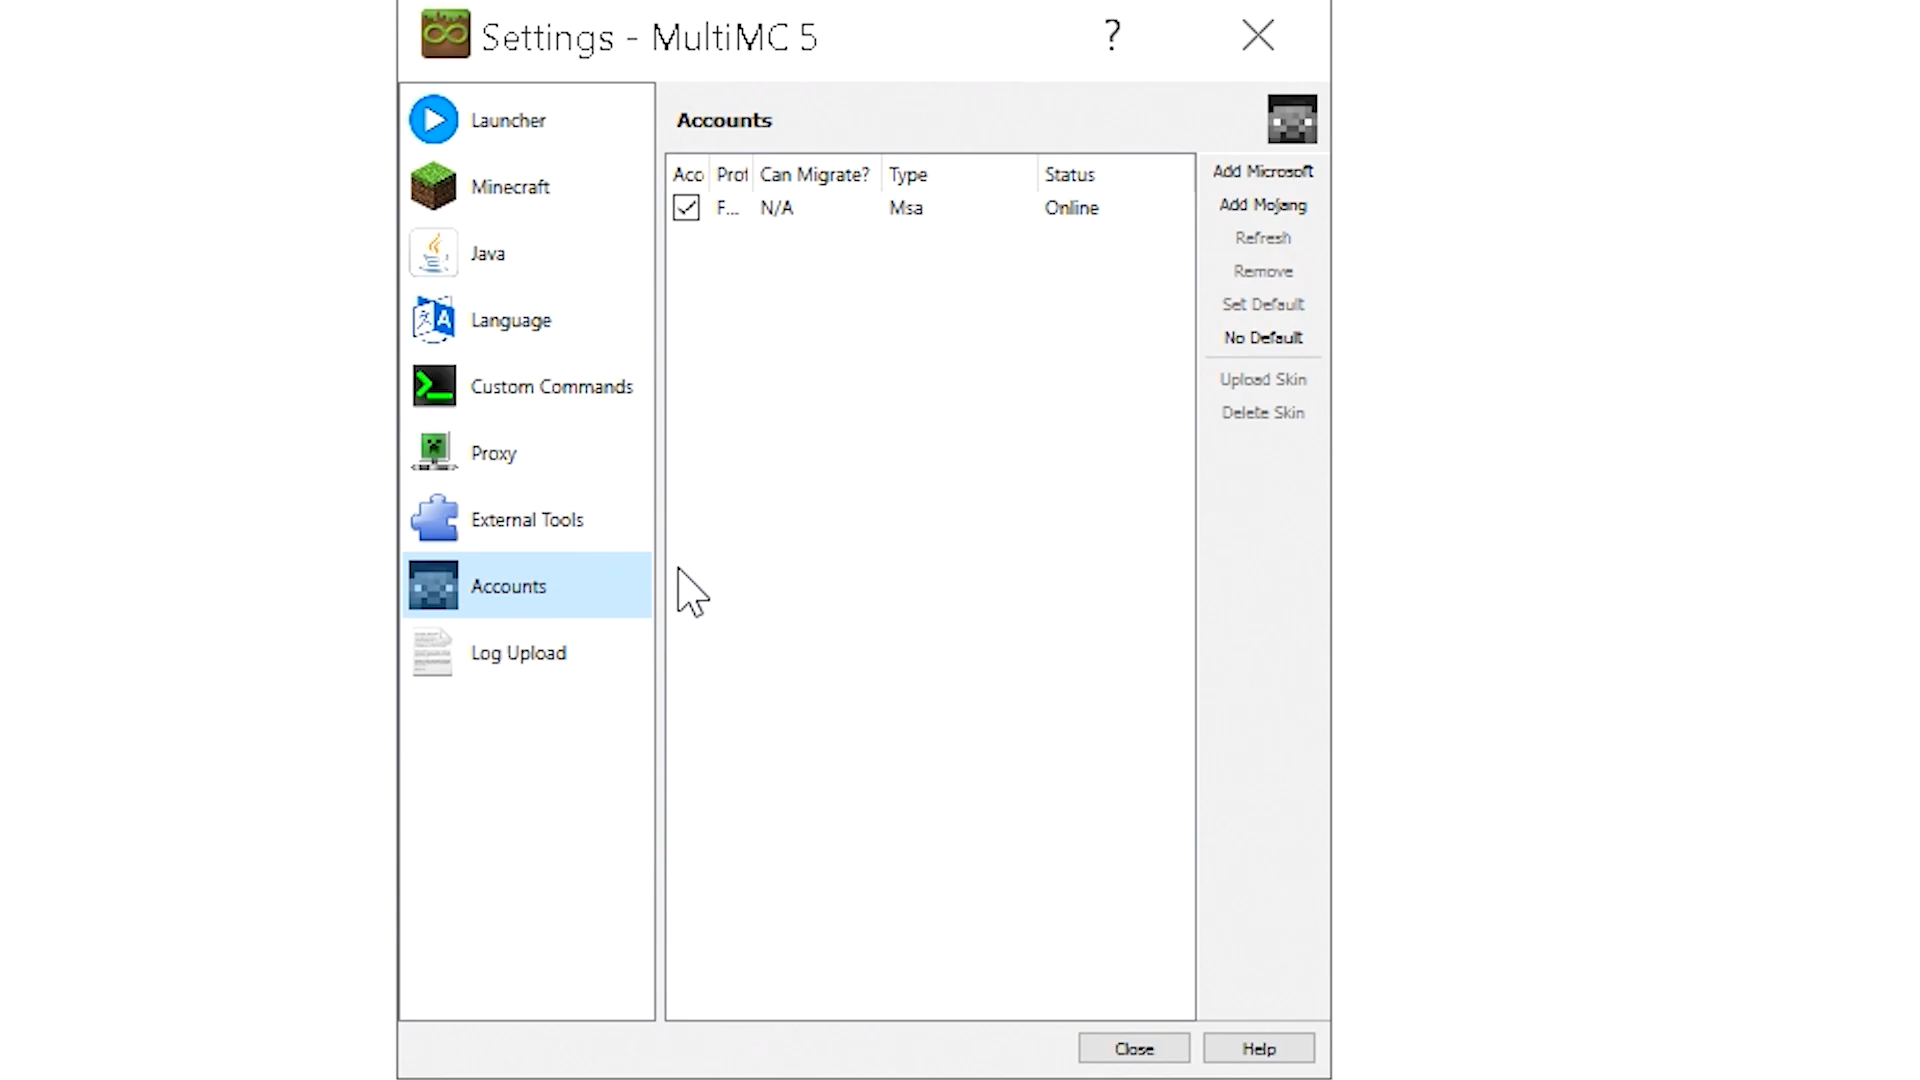 Settings - MultiMC 5
?
Launcher
Minecraft
Java
Language
Custom Commands
Proxy
External Tools
Accounts
Log Upload
Accounts
Acc Prof Can Migrate? Type Status
F... N/A Msa Online
Add Microsoft
Add Mojang
Refresh
Remove
Set Default
No Default
Upload Skin
Delete Skin
Close Help